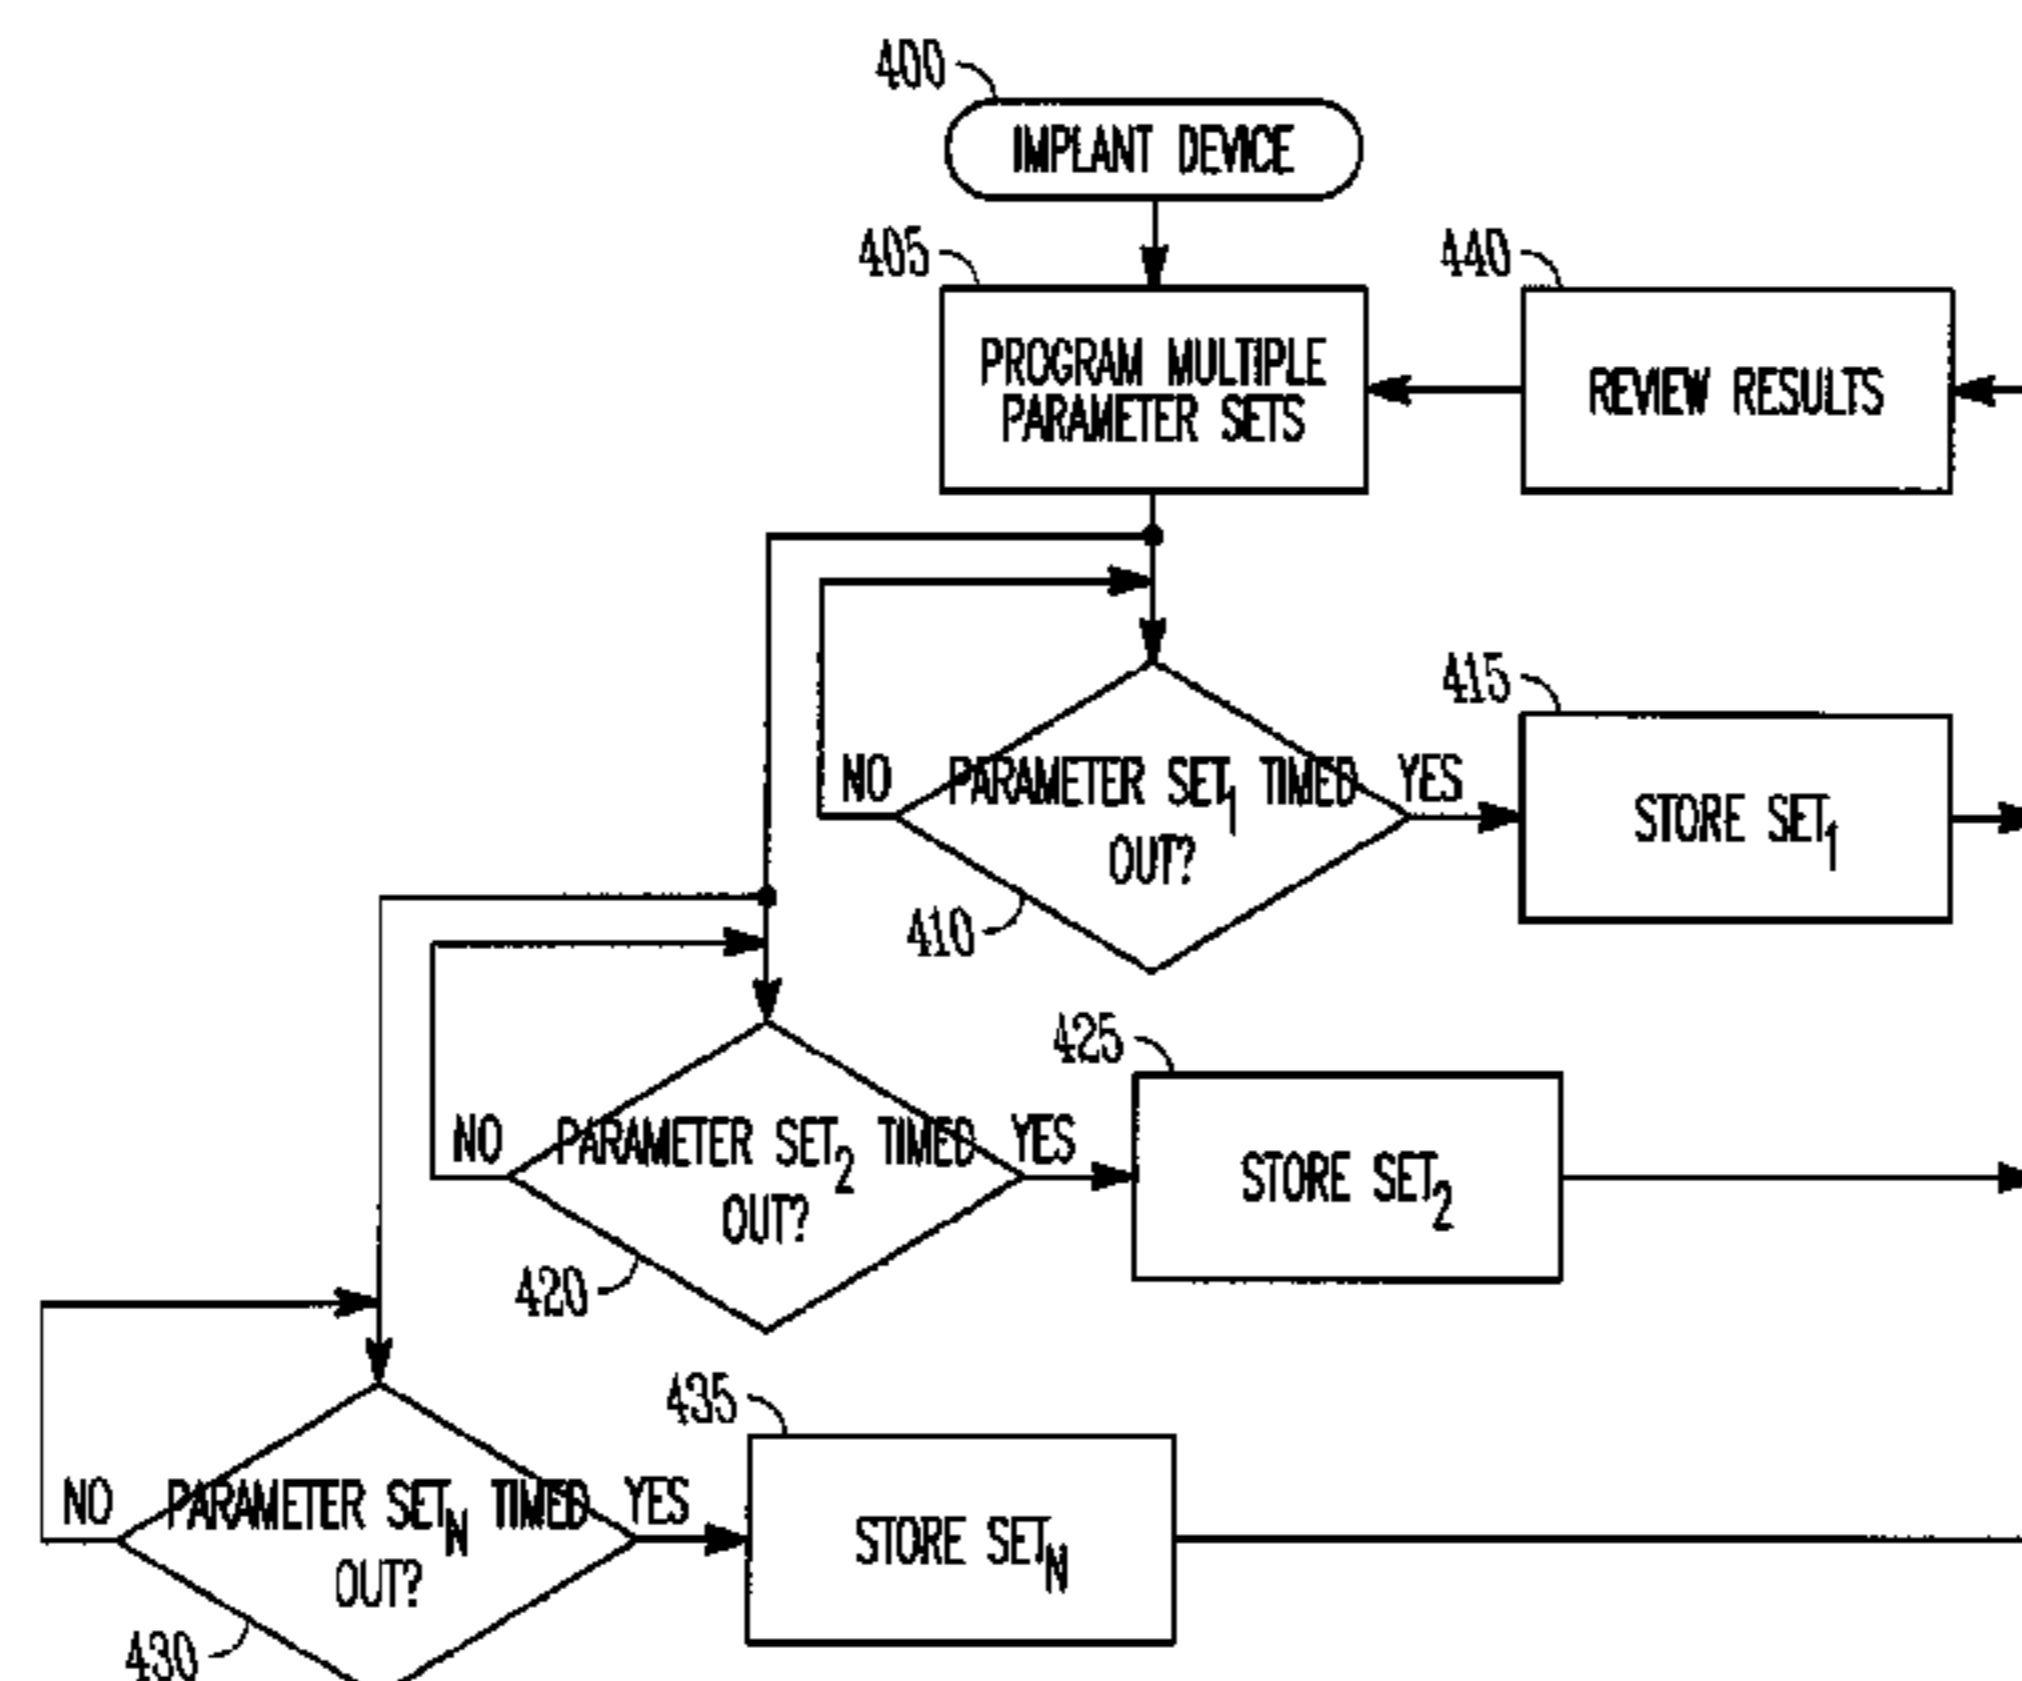 400
IMPLANT DEVICE
405
440
PROGRAM MULTIPLE
PARAMETER SETS
REVIEW RESULTS
415
NO
PARAMETER SET1 TIMED
OUT?
YES
STORE SET1
410
425
NO
PARAMETER SET2 TIMED
OUT?
YES
STORE SET2
420
435
NO
PARAMETER SETN TIMED
OUT?
YES
STORE SETN
430